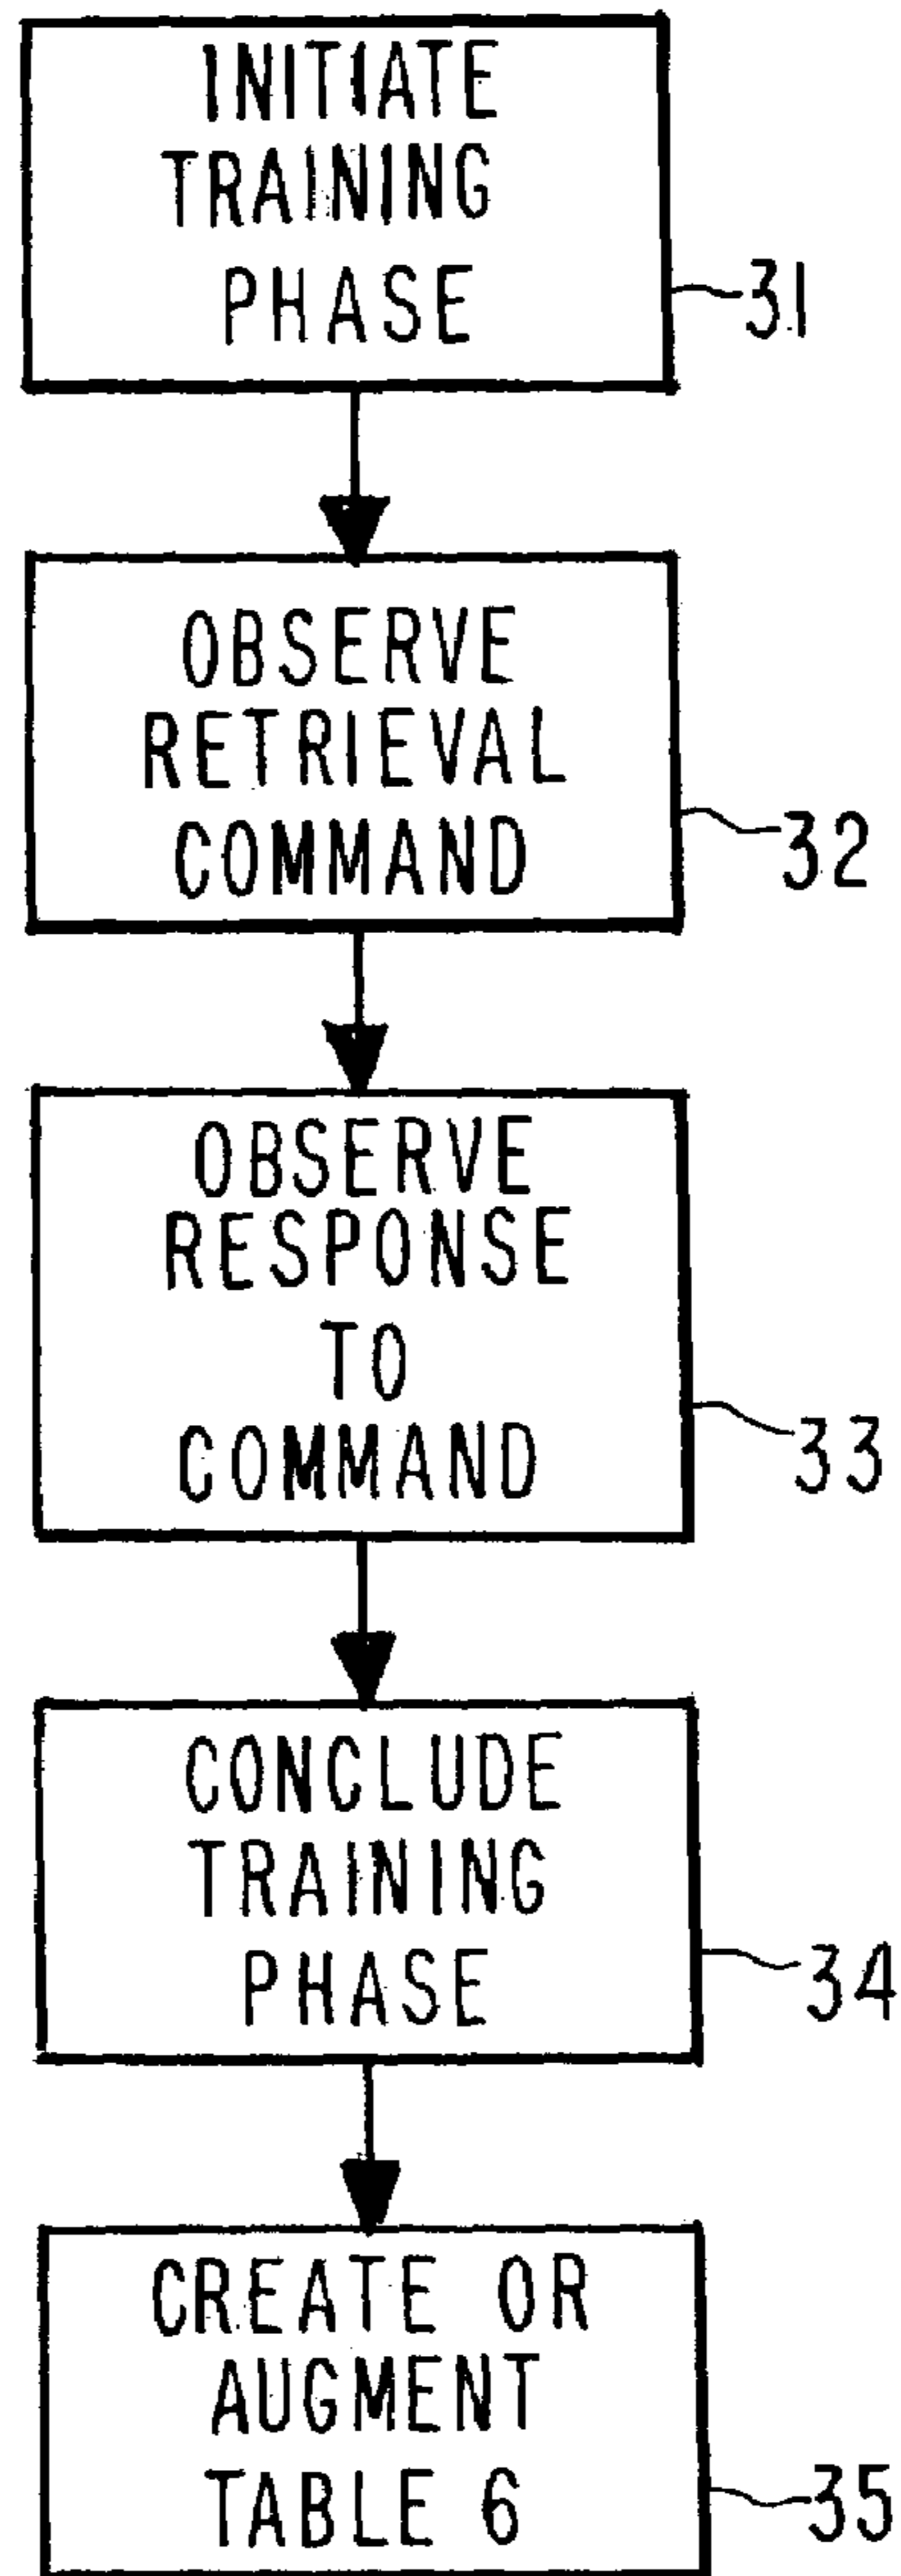 INITIATE
TRAINING
PHASE
31
OBSERVE
RETRIEVAL
COMMAND
32
OBSERVE
RESPONSE
TO
COMMAND
33
CONCLUDE
TRAINING
PHASE
34
CREATE OR
AUGMENT
TABLE 6
35